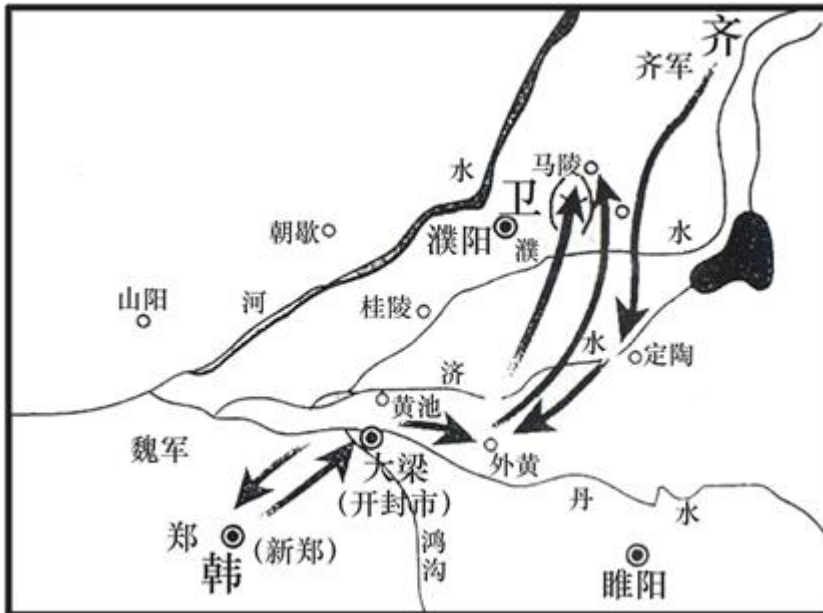 齐
齐军
马陵
水
卫
朝歌
濮阳
濮
水
河
山阳
桂陵
水
定陶
济
黄池
魏军
大梁
(开封市)
外黄
丹
水
郑
(新郑)
韩
鸿沟
睢阳